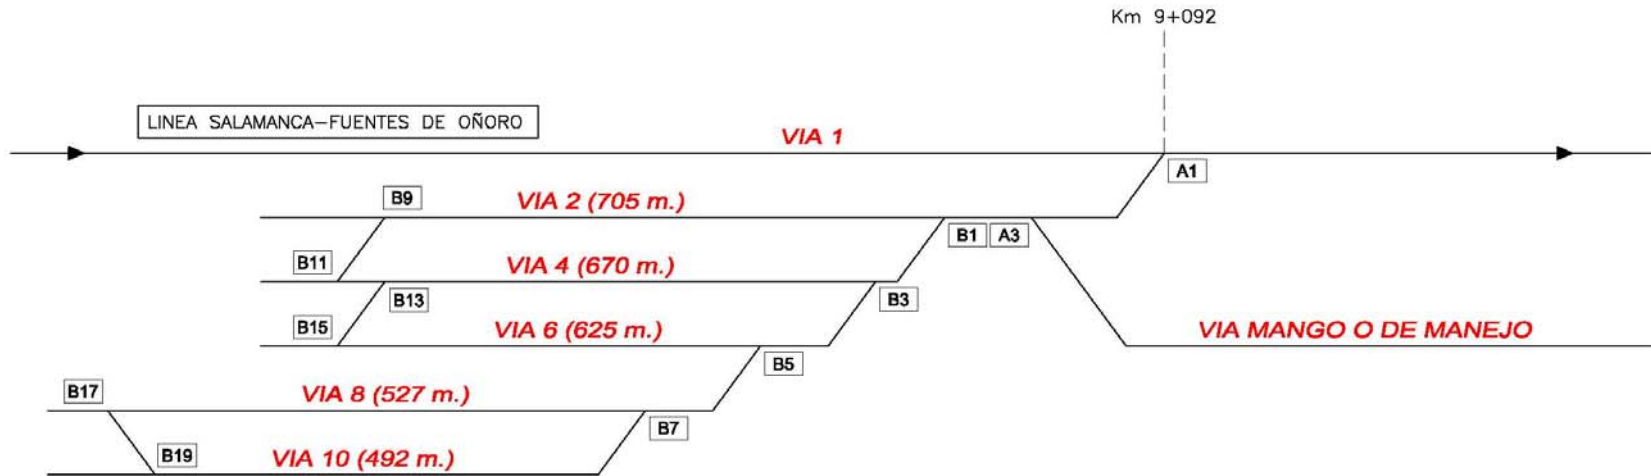 Km 9+092
LINEA SALAMANCA-FUENTES DE OÑORO
VIA 1
A1
B9
VIA 2 (705 m.)
B1 A3
B11
VIA 4 (670 m.)
B13
B3
B15
VIA 6 (625 m.)
VIA MANGO O DE MANEJO
B5
B17
VIA 8 (527 m.)
B7
B19
VIA 10 (492 m.)